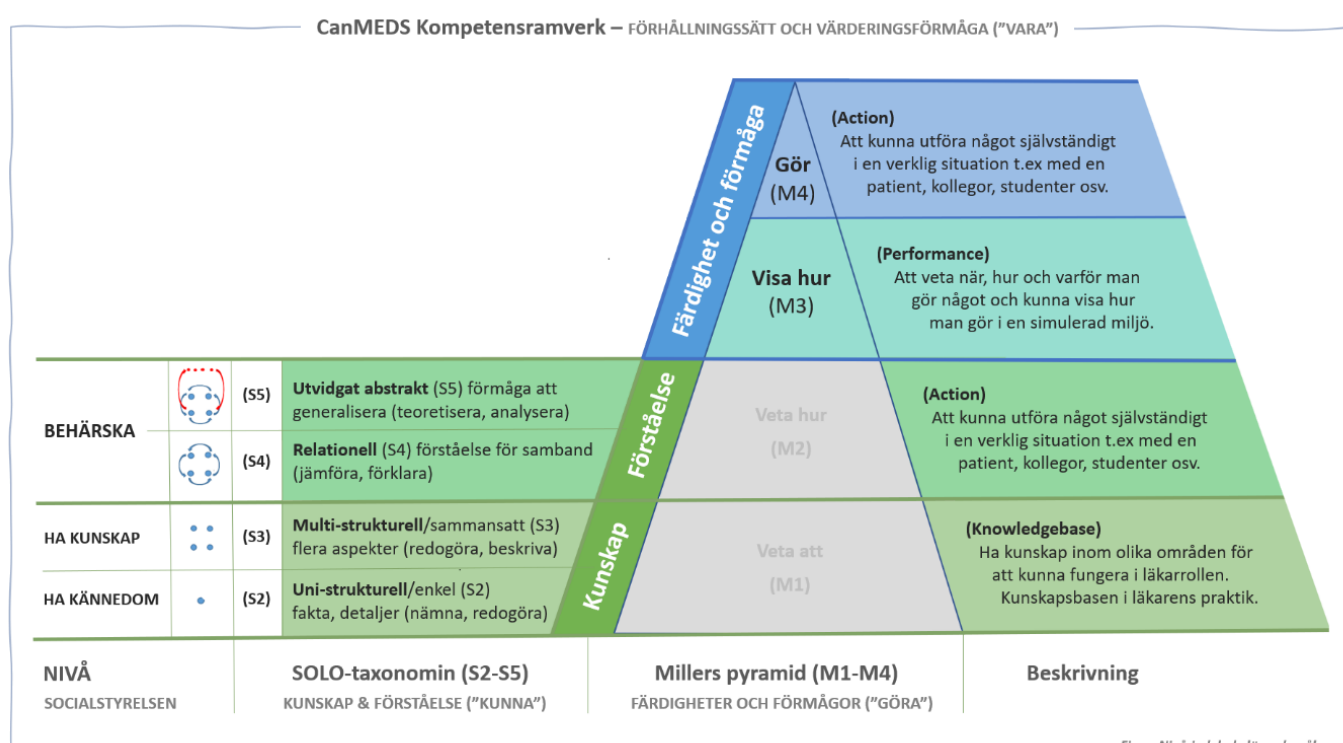 CanMEDS Kompetensramverk – FÖRHÅLLNINGSSÄTT OCH VÄRDERINGSFÖRMÅGA ("VARA")
Färdighet och förmåga
Gör
(M4)
(Action)
Att kunna utföra något självständigt
i en verklig situation t.ex med en
patient, kollegor, studenter osv.
Visa hur
(M3)
(Performance)
Att veta när, hur och varför man
gör något och kunna visa hur
man gör i en simulerad miljö.
BEHÄRSKA
(S5)
Utvidgat abstrakt (S5) förmåga att
generalisera (teoretisera, analysera)
(S4)
Relationell (S4) förståelse för samband
(jämföra, förklara)
Förståelse
Veta hur
(M2)
(Action)
Att kunna utföra något självständigt
i en verklig situation t.ex med en
patient, kollegor, studenter osv.
HA KUNSKAP
(S3)
Multi-strukturell/sammansatt (S3)
flera aspekter (redogöra, beskriva)
HA KÄNNEDOM
(S2)
Uni-strukturell/enkel (S2)
fakta, detaljer (nämna, redogöra)
Kunskap
Veta att
(M1)
(Knowledgebase)
Ha kunskap inom olika områden för
att kunna fungera i läkarrollen.
Kunskapsbasen i läkarens praktik.
NIVÅ
SOCIALSTYRELSEN
SOLO-taxonomin (S2-S5)
KUNSKAP & FÖRSTÅELSE ("KUNNA")
Millers pyramid (M1-M4)
FÄRDIGHETER OCH FÖRMÅGOR ("GÖRA")
Beskrivning